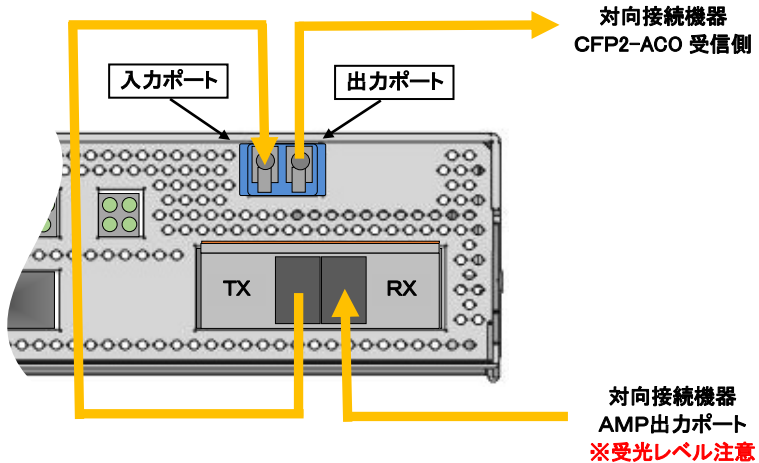 対向接続機器
CFP2-ACO 受信側
入力ポート
出力ポート
TX
RX
対向接続機器
AMP出力ポート
※受光レベル注意